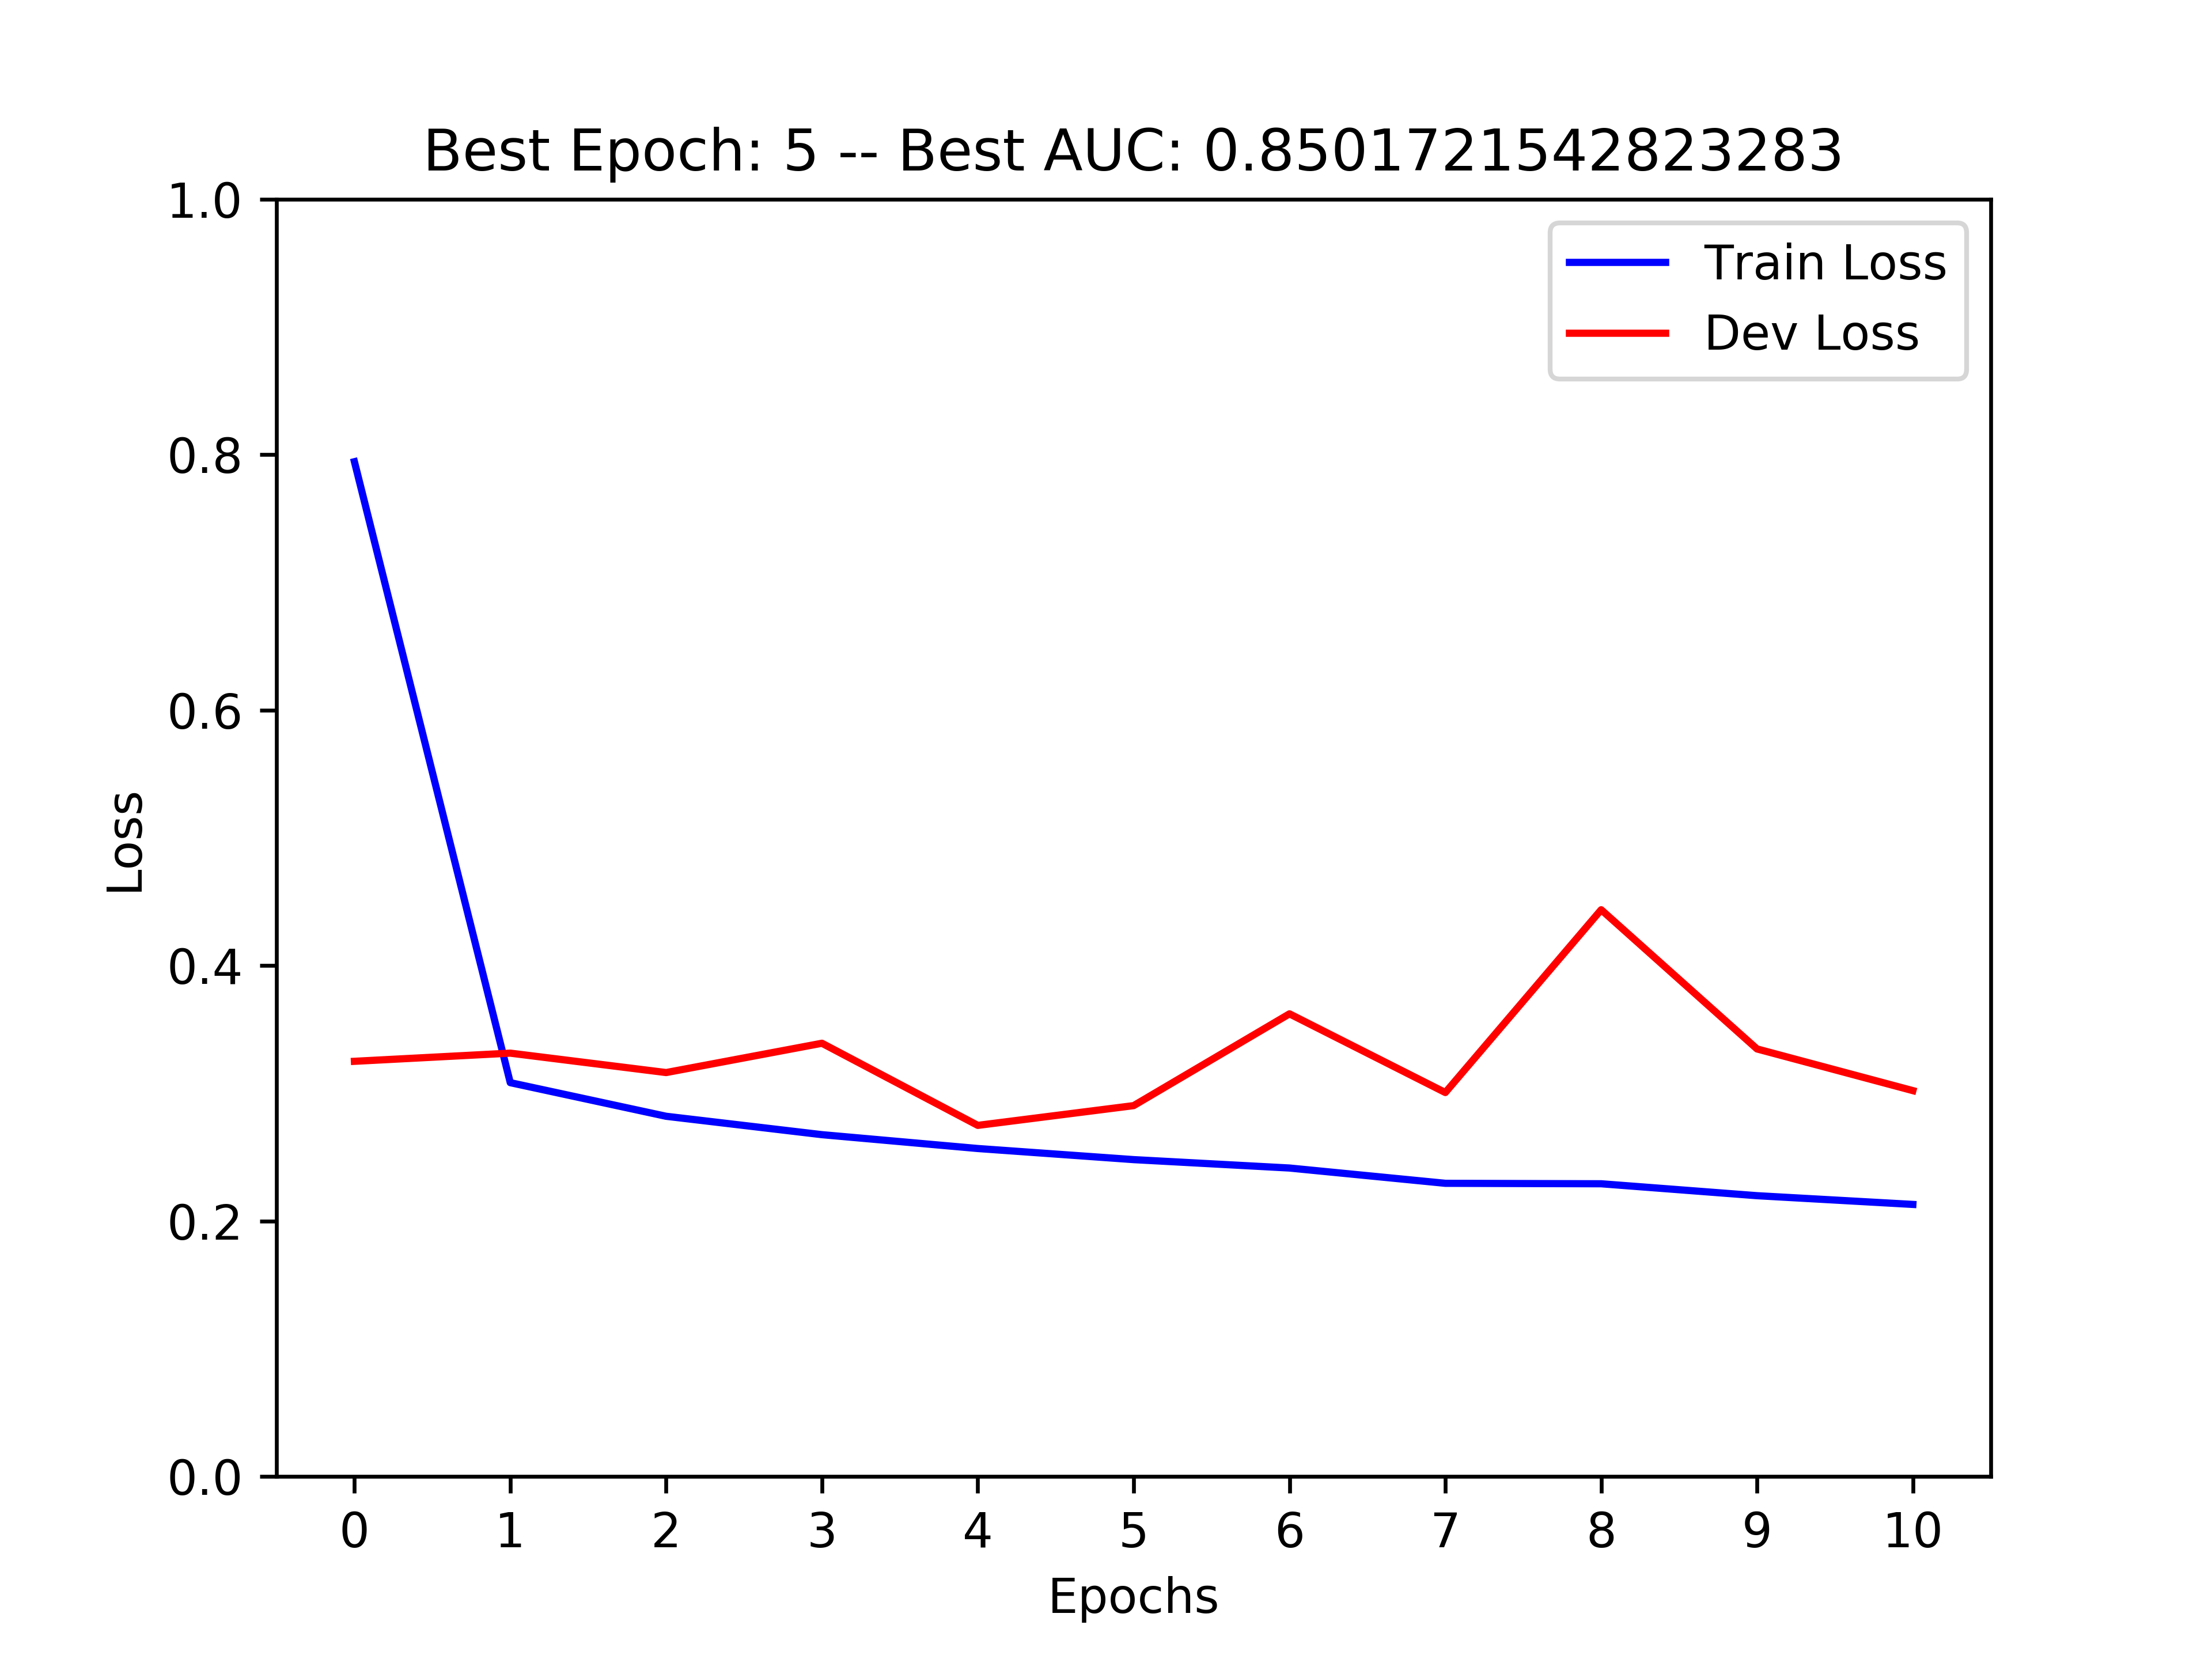 Best Epoch: 5 -- Best AUC: 0.8501721542823283
1.0
0.8
0.6
0.4
0.2
0.0
Loss
Train Loss
Dev Loss
0 1 2 3 4 5 6 7 8 9 10
Epochs